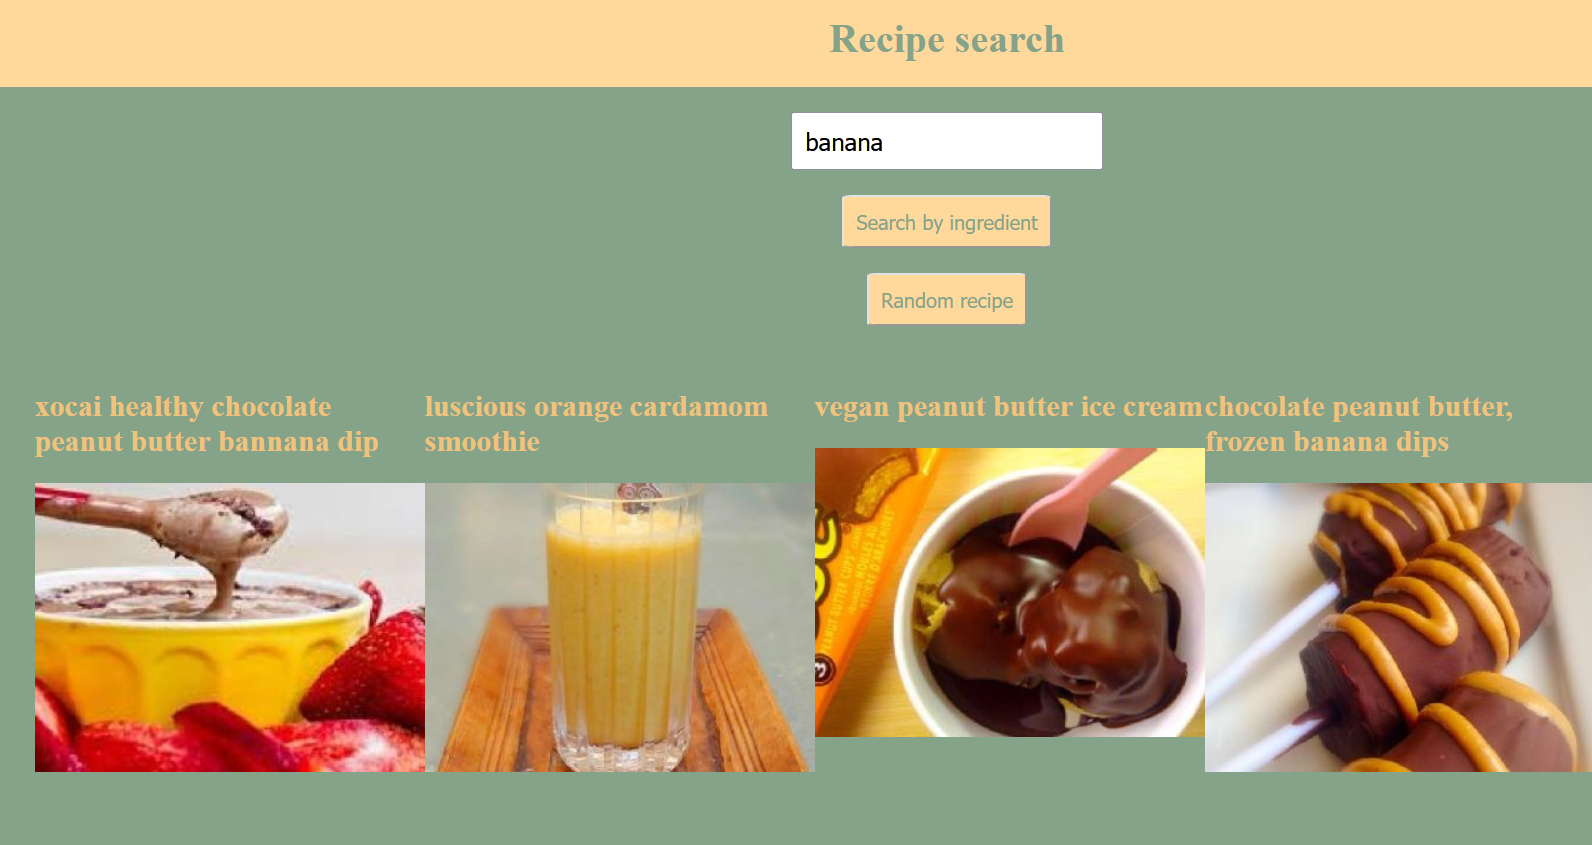 Recipe search
banana
Search by ingredient
Random recipe
xocai healthy chocolate
peanut butter bannana dip
luscious orange cardamom
smoothie
vegan peanut butter ice cream
chocolate peanut butter,
frozen banana dips
3